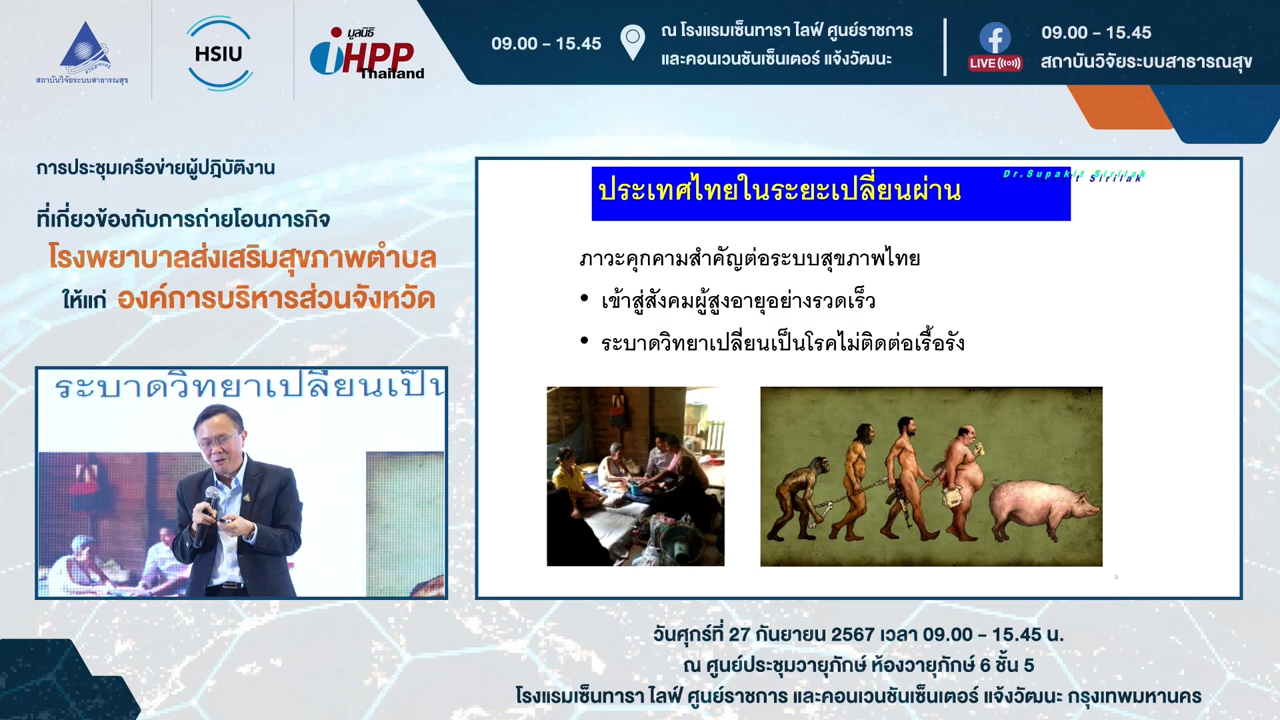 สถาบันวิจัยระบบสาธารณสุข
HSIU
มูลนิธิ
iHPP
Thailand
09.00 - 15.45
ณ โรงแรมเซ็นทารา ไลฟ์ ศูนย์ราชการ
และคอนเวนชันเซ็นเตอร์ แจ้งวัฒนะ
LIVE
09.00 - 15.45
สถาบันวิจัยระบบสาธารณสุข
การประชุมเครือข่ายผู้ปฏิบัติงาน
ที่เกี่ยวข้องกับการถ่ายโอนภารกิจ
โรงพยาบาลส่งเสริมสุขภาพตำบล
ให้แก่ องค์การบริหารส่วนจังหวัด
ระบาดวิทยาเปลี่ยนเป็น
Dr.Supakit Sirilak
ประเทศไทยในระยะเปลี่ยนผ่าน
ภาวะคุกคามสำคัญต่อระบบสุขภาพไทย
• เข้าสู่สังคมผู้สูงอายุอย่างรวดเร็ว
• ระบาดวิทยาเปลี่ยนเป็นโรคไม่ติดต่อเรื้อรัง
วันศุกร์ที่ 27 กันยายน 2567 เวลา 09.00 - 15.45 น.
ณ ศูนย์ประชุมวายุภักษ์ ห้องวายุภักษ์ 6 ชั้น 5
โรงแรมเซ็นทารา ไลฟ์ ศูนย์ราชการ และคอนเวนชันเซ็นเตอร์ แจ้งวัฒนะ กรุงเทพมหานคร